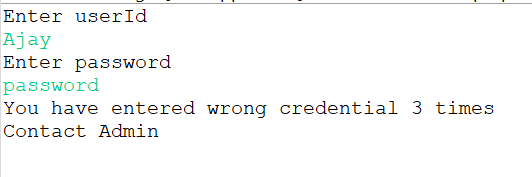 Enter userId
Ajay
Enter password
password
You have entered wrong credential 3 times
Contact Admin